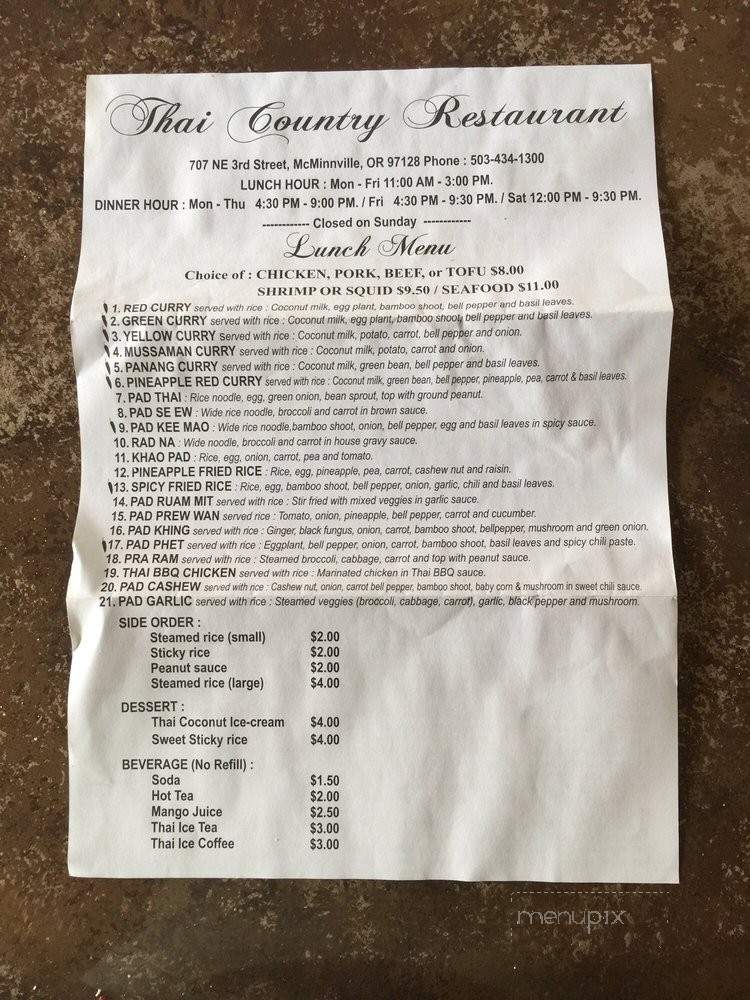 Thai Country Restaurant
707 NE 3rd Street, McMinnville, OR 97128 Phone : 503-434-1300
LUNCH HOUR : Mon - Fri 11:00 AM - 3:00 PM.
DINNER HOUR : Mon - Thu 4:30 PM - 9:00 PM. / Fri 4:30 PM - 9:30 PM. / Sat 12:00 PM - 9:30 PM.
------------ Closed on Sunday ------------
Lunch Menu
Choice of : CHICKEN, PORK, BEEF, or TOFU $8.00
SHRIMP OR SQUID $9.50 / SEAFOOD $11.00
1. RED CURRY served with rice : Coconut milk, egg plant, bamboo shoot, bell pepper and basil leaves.
2. GREEN CURRY served with rice : Coconut milk, egg plant, bamboo shoot, bell pepper and basil leaves.
3. YELLOW CURRY served with rice : Coconut milk, potato, carrot, bell pepper and onion.
4. MUSSAMAN CURRY served with rice : Coconut milk, potato, carrot and onion.
5. PANANG CURRY served with rice : Coconut milk, green bean, bell pepper and basil leaves.
6. PINEAPPLE RED CURRY served with rice : Coconut milk, green bean, bell pepper, pineapple, pea, carrot & basil leaves.
7. PAD THAI : Rice noodle, egg, green onion, bean sprout, top with ground peanut.
8. PAD SE EW : Wide rice noodle, broccoli and carrot in brown sauce.
9. PAD KEE MAO : Wide rice noodle,bamboo shoot, onion, bell pepper, egg and basil leaves in spicy sauce.
10. RAD NA : Wide noodle, broccoli and carrot in house gravy sauce.
11. KHAO PAD : Rice, egg, onion, carrot, pea and tomato.
12. PINEAPPLE FRIED RICE : Rice, egg, pineapple, pea, carrot, cashew nut and raisin.
13. SPICY FRIED RICE : Rice, egg, bamboo shoot, bell pepper, onion, garlic, chili and basil leaves.
14. PAD RUAM MIT served with rice : Stir fried with mixed veggies in garlic sauce.
15. PAD PREW WAN served rice : Tomato, onion, pineapple, bell pepper, carrot and cucumber.
16. PAD KHING served with rice : Ginger, black fungus, onion, carrot, bamboo shoot, bellpepper, mushroom and green onion.
17. PAD PHET served with rice : Eggplant, bell pepper, onion, carrot, bamboo shoot, basil leaves and spicy chili paste.
18. PRA RAM served with rice : Steamed broccoli, cabbage, carrot and top with peanut sauce.
19. THAI BBQ CHICKEN served with rice : Marinated chicken in Thai BBQ sauce.
20. PAD CASHEW served with rice : Cashew nut, onion, carrot bell pepper, bamboo shoot, baby corn & mushroom in sweet chili sauce.
21. PAD GARLIC served with rice : Steamed veggies (broccoli, cabbage, carrot), garlic, black pepper and mushroom.
SIDE ORDER :
Steamed rice (small) $2.00
Sticky rice $2.00
Peanut sauce $2.00
Steamed rice (large) $4.00
DESSERT :
Thai Coconut Ice-cream $4.00
Sweet Sticky rice $4.00
BEVERAGE (No Refill) :
Soda $1.50
Hot Tea $2.00
Mango Juice $2.50
Thai Ice Tea $3.00
Thai Ice Coffee $3.00
menupix